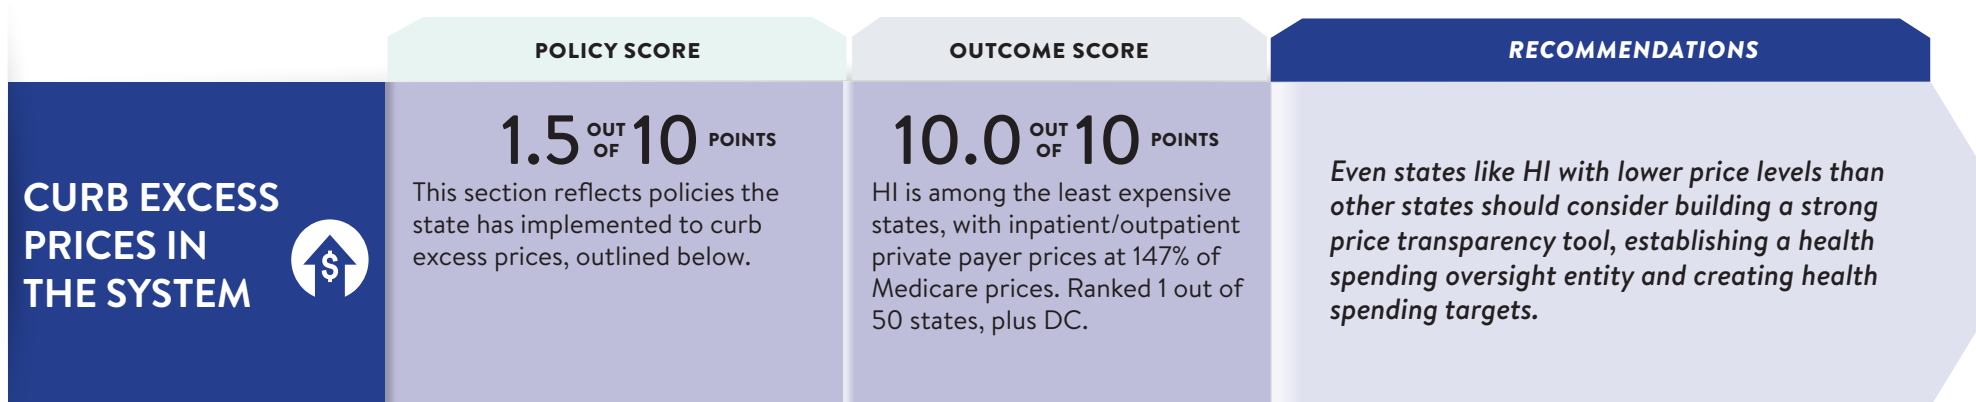 POLICY SCORE
OUTCOME SCORE
RECOMMENDATIONS
CURB EXCESS
PRICES IN
THE SYSTEM
$
1.5 OUT OF 10 POINTS
This section reflects policies the
state has implemented to curb
excess prices, outlined below.
10.0 OUT OF 10 POINTS
HI is among the least expensive
states, with inpatient/outpatient
private payer prices at 147% of
Medicare prices. Ranked 1 out of
50 states, plus DC.
Even states like HI with lower price levels than
other states should consider building a strong
price transparency tool, establishing a health
spending oversight entity and creating health
spending targets.